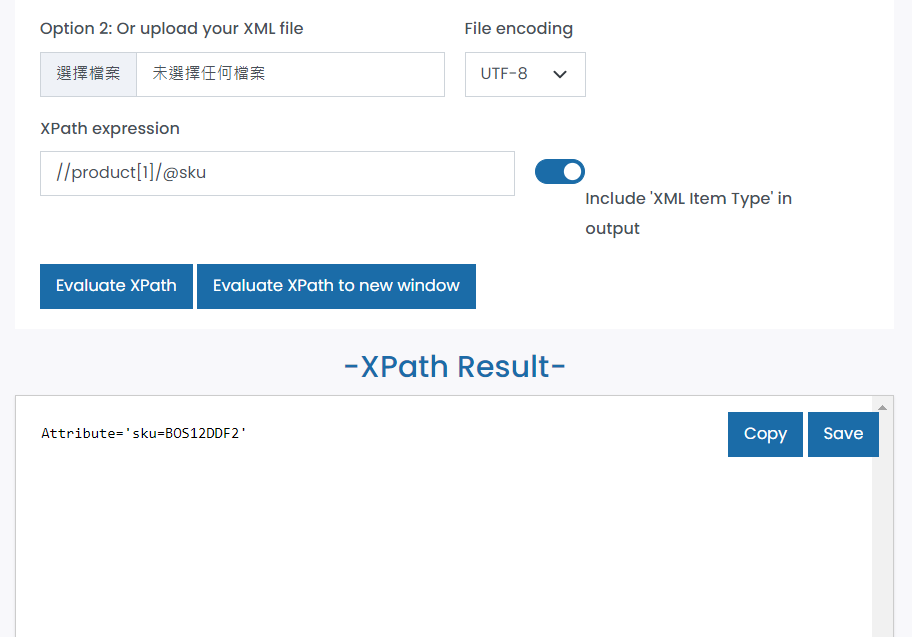 Option 2: Or upload your XML file
File encoding
選擇檔案
未選擇任何檔案
UTF-8
XPath expression
//product[1]/@sku
Include 'XML Item Type' in
output
Evaluate XPath
Evaluate XPath to new window
-XPath Result-
Attribute='sku=BOS12DDF2'
Copy
Save